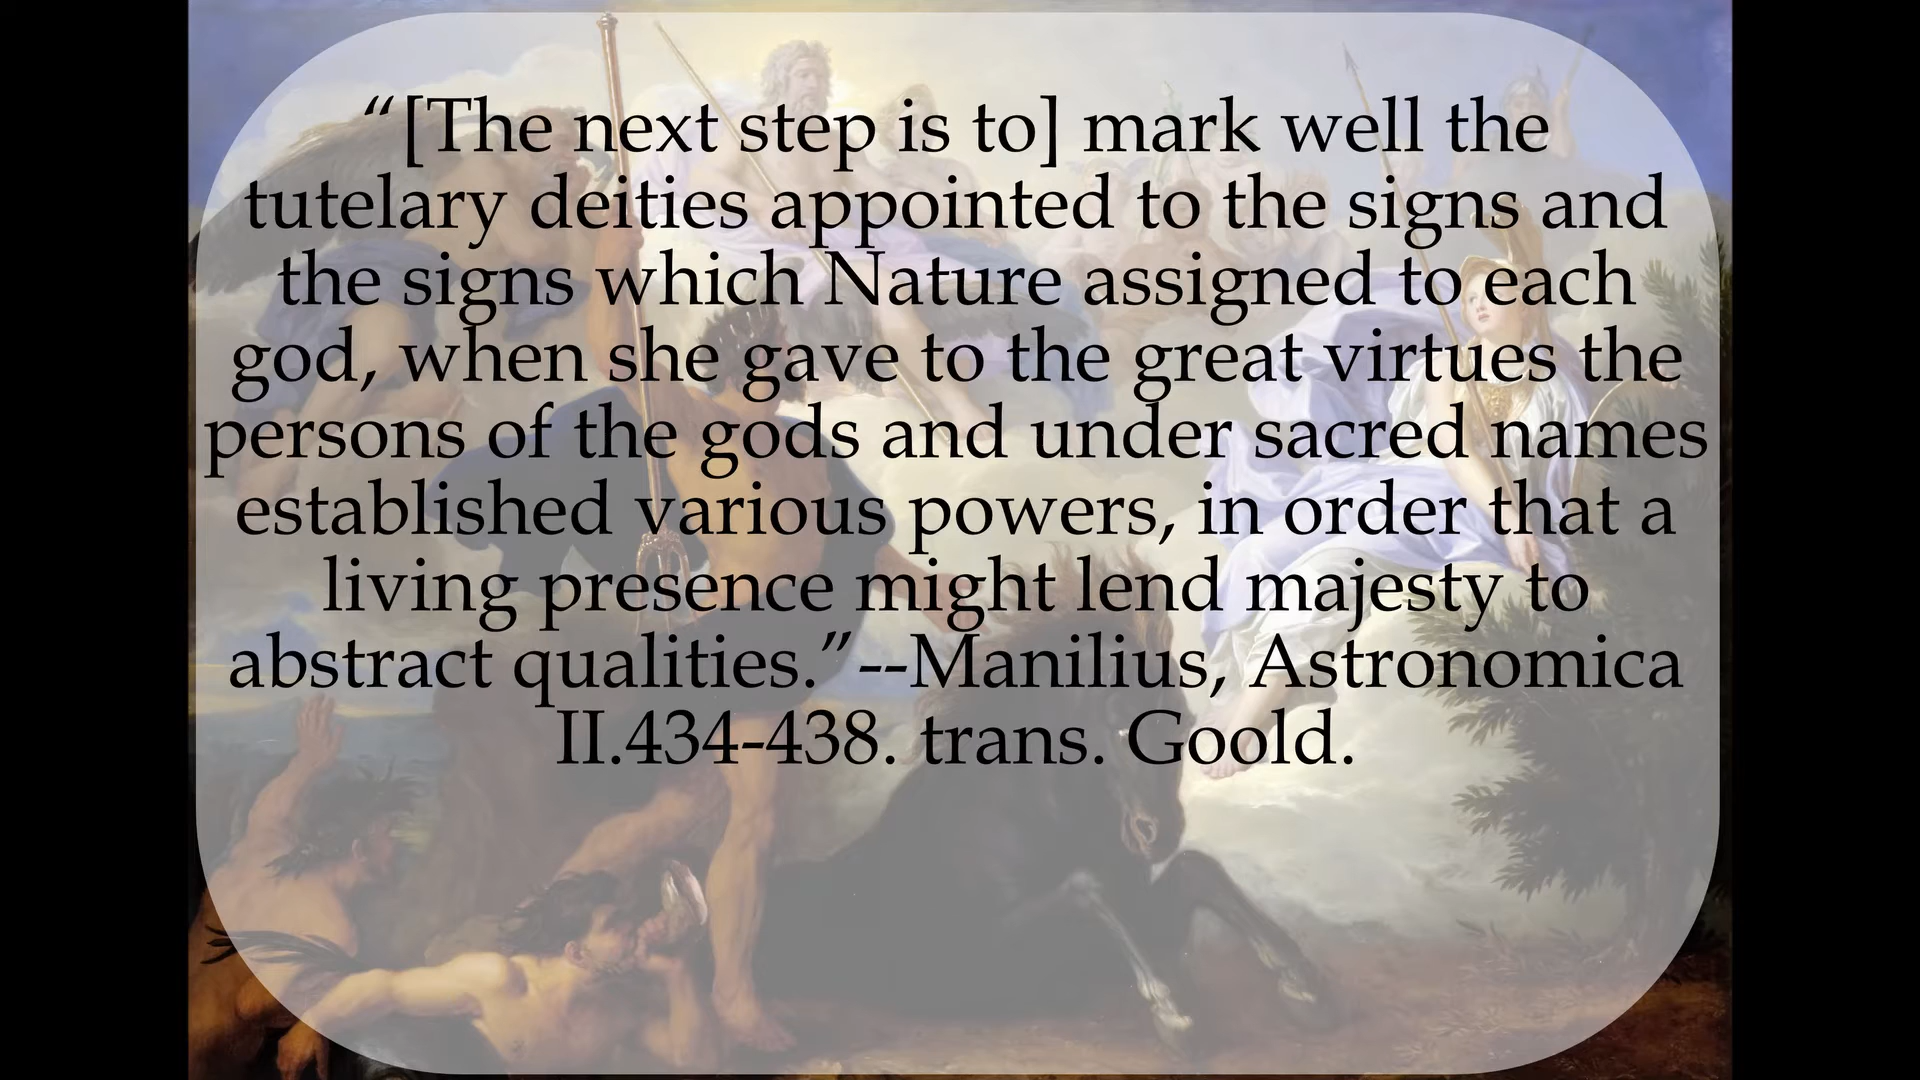 “[The next step is to] mark well the
tutelary deities appointed to the signs and
the signs which Nature assigned to each
god, when she gave to the great virtues the
persons of the gods and under sacred names
established various powers, in order that a
living presence might lend majesty to
abstract qualities.”--Manilius, Astronomica
II.434-438. trans. Goold.